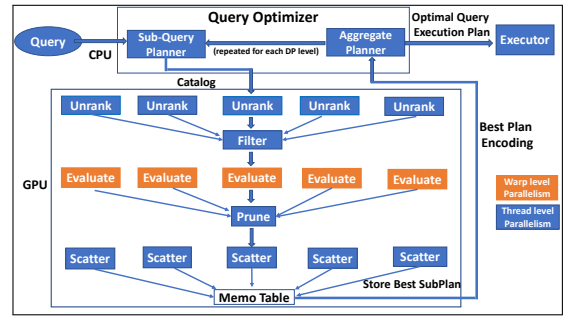 Query Optimizer
Query
CPU
Sub-Query
Planner
(repeated for each DP level)
Aggregate
Planner
Optimal Query
Execution Plan
Executor
Catalog
Unrank
Unrank
Unrank
Unrank
Unrank
Filter
Best Plan
Encoding
GPU
Evaluate
Evaluate
Evaluate
Evaluate
Evaluate
Warp level
Parallelism
Thread level
Parallelism
Prune
Scatter
Scatter
Scatter
Scatter
Scatter
Store Best SubPlan
Memo Table